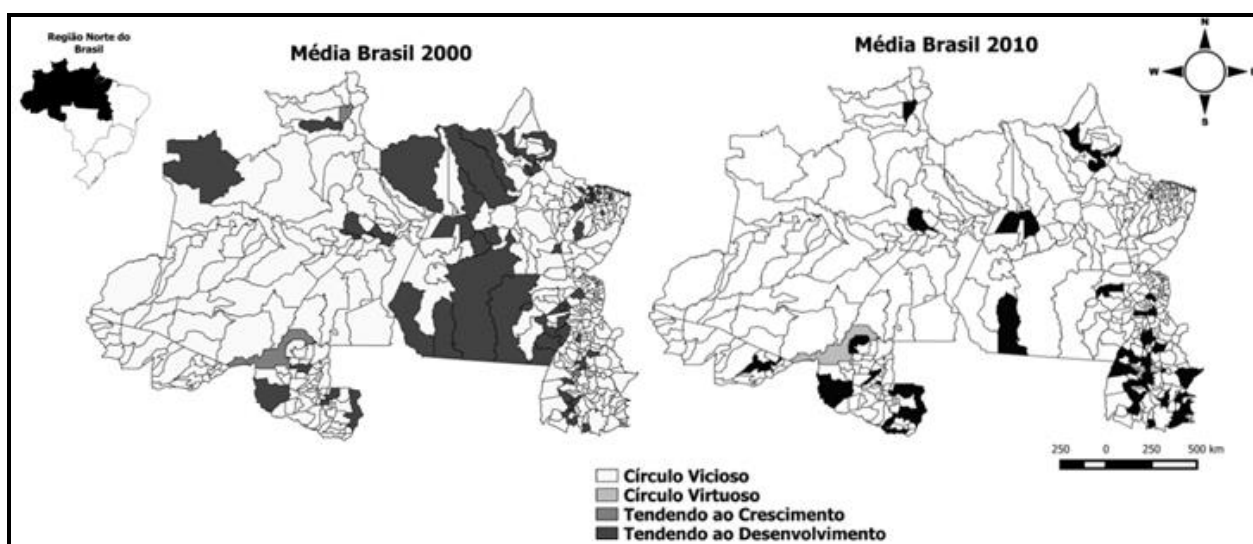 Região Norte do
Brasil
Média Brasil 2000
Média Brasil 2010
N
W
E
S
250 0 250 500 km
Círculo Vicioso
Círculo Virtuoso
Tendendo ao Crescimento
Tendendo ao Desenvolvimento